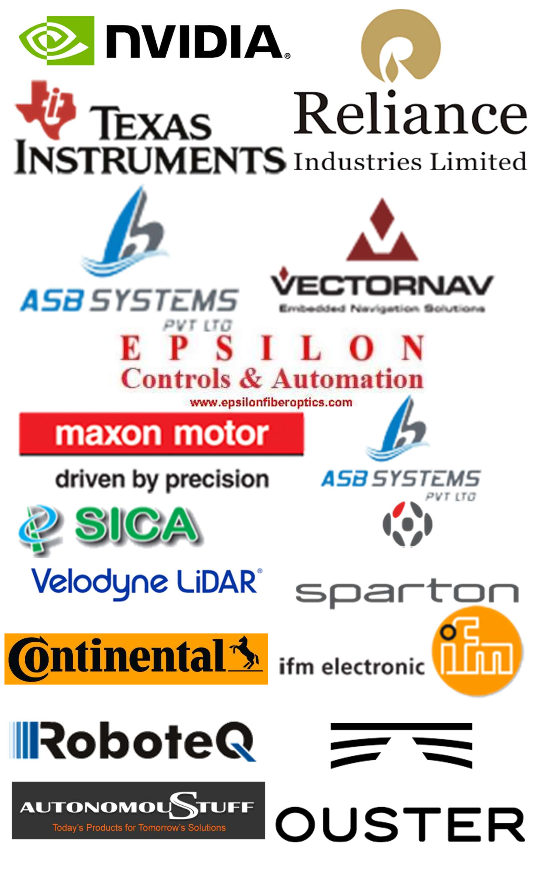 NVIDIA®
Reliance
Industries Limited
TEXAS
INSTRUMENTS
ASB SYSTEMS
PVT LTD
VECTORNAV
Embedded Navigation Solutions
EPSILON
Controls & Automation
www.epsilonfiberoptics.com
maxon motor
driven by precision
ASB SYSTEMS
PVT LTD
SICA
Velodyne LiDAR®
sparton
Continental
ifm electronic
ifm
RoboteQ
AUTONOMOUSTUFF
Today's Products for Tomorrow's Solutions
OUSTER